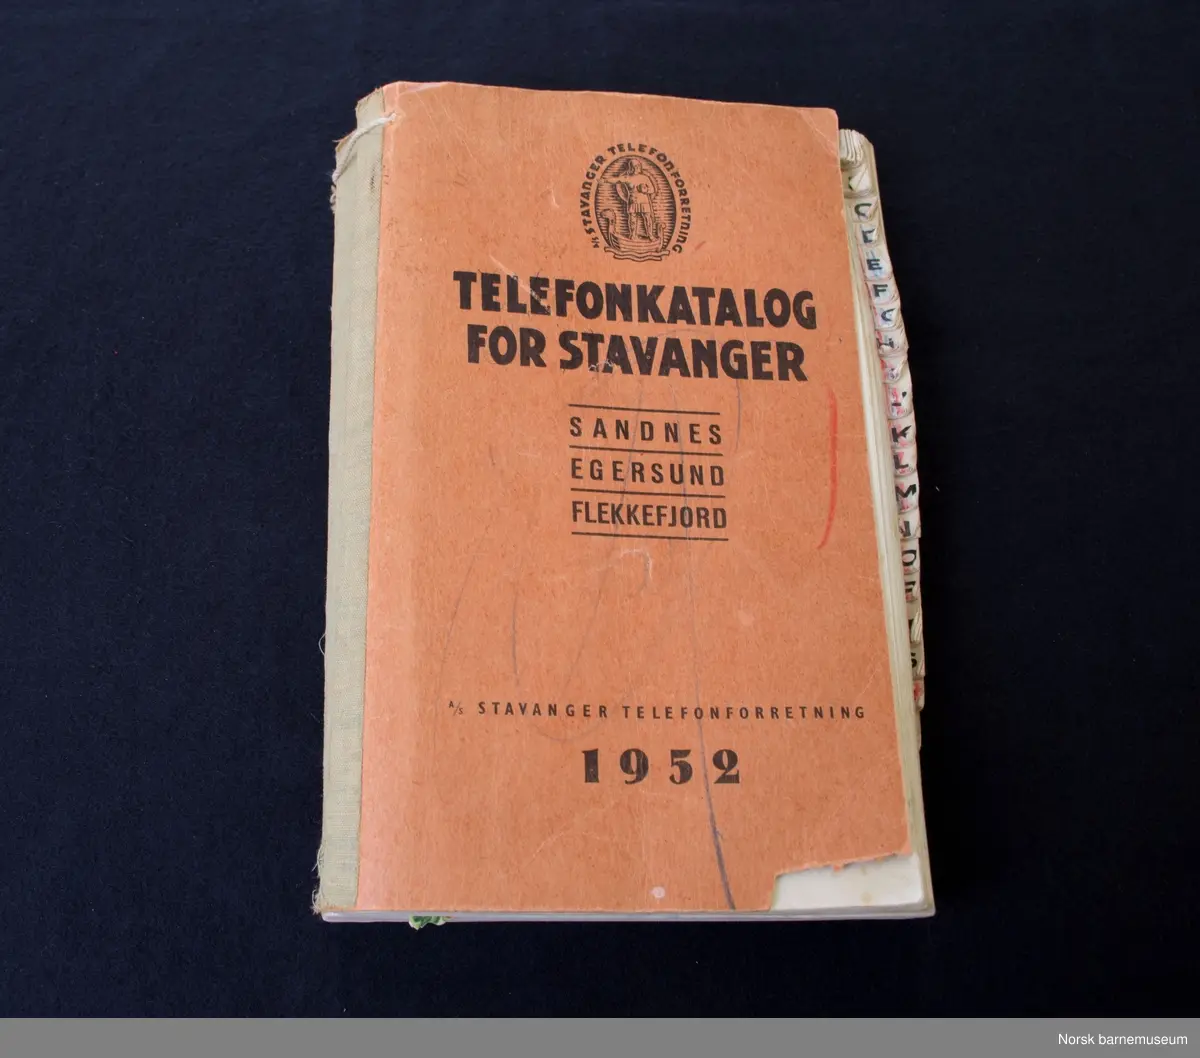 A/S STAVANGER TELEFONFORRETNING
TELEFONKATALOG
FOR STAVANGER
SANDNES
EGERSUND
FLEKKEFJORD
A/S STAVANGER TELEFONFORRETNING
1952
C
E
F
K
L
M
N
O
S
Norsk barnemuseum